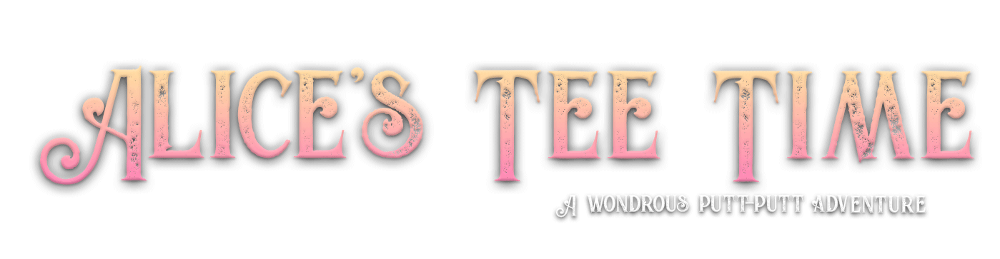 ALICE'S TEE TIME
A WONDROUS PUTT-PUTT ADVENTURE